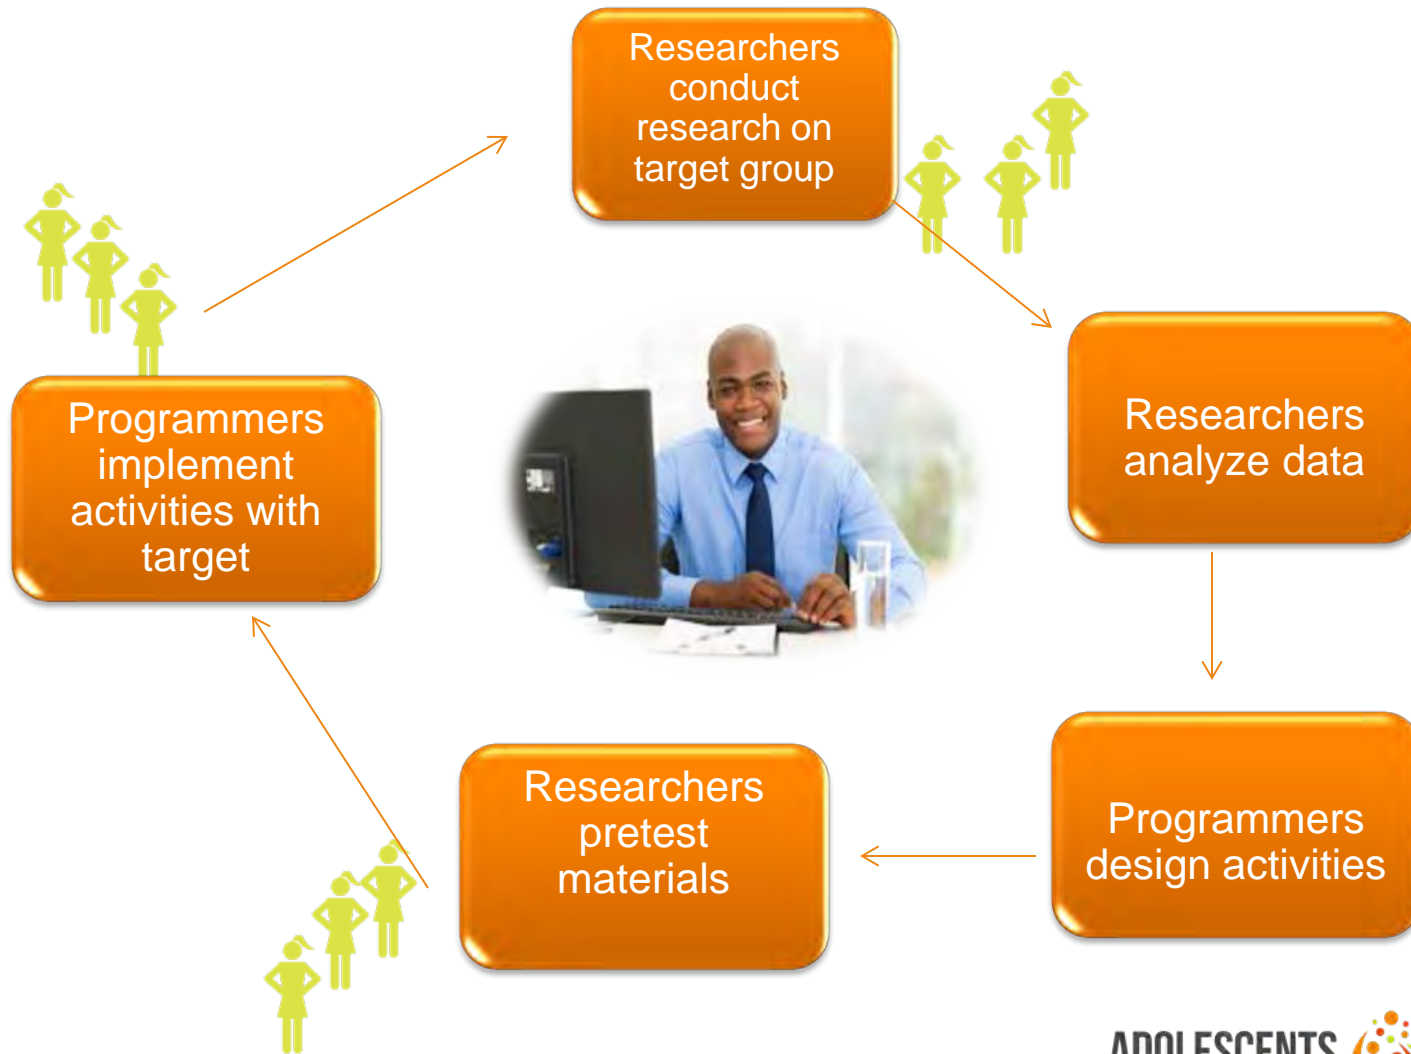 Researchers
conduct
research on
target group
Researchers
analyze data
Programmers
design activities
Researchers
pretest
materials
Programmers
implement
activities with
target
ADOLESCENTS